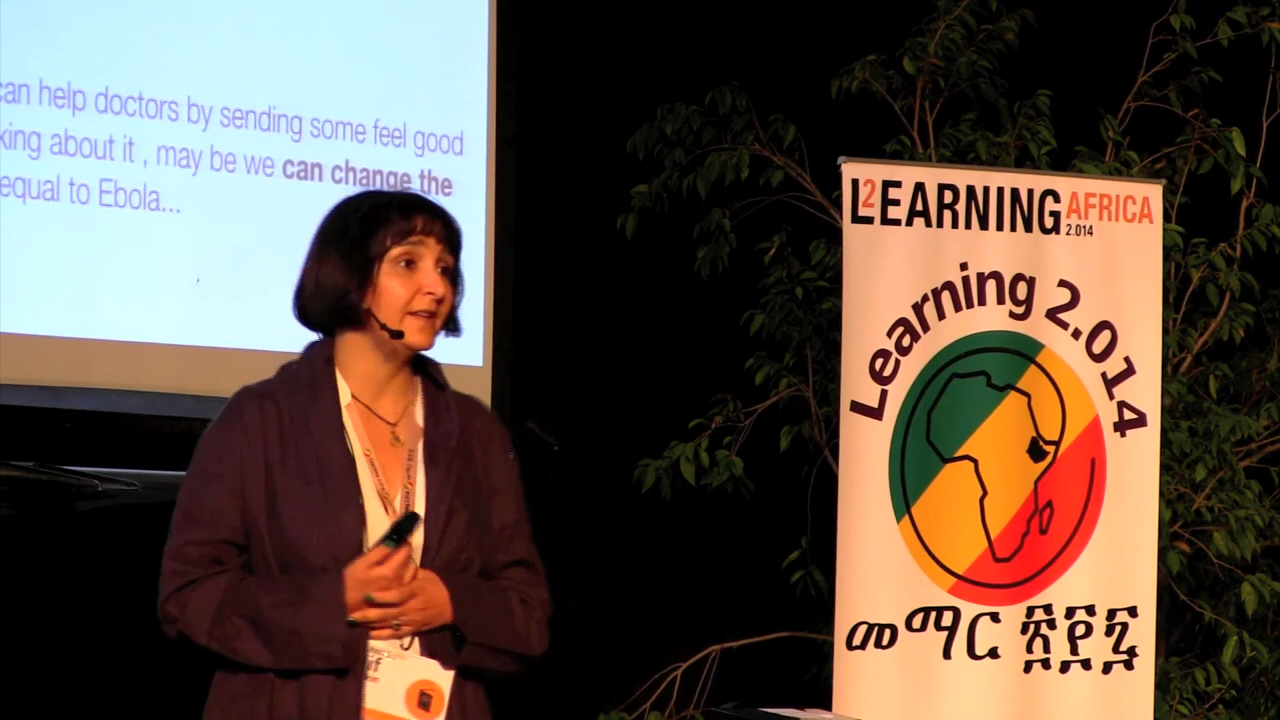 can help doctors by sending some feel good
king about it , may be we can change the
equal to Ebola...
L2EARNING AFRICA
2.014
Learning 2.014
መማር ፳፻፲፬